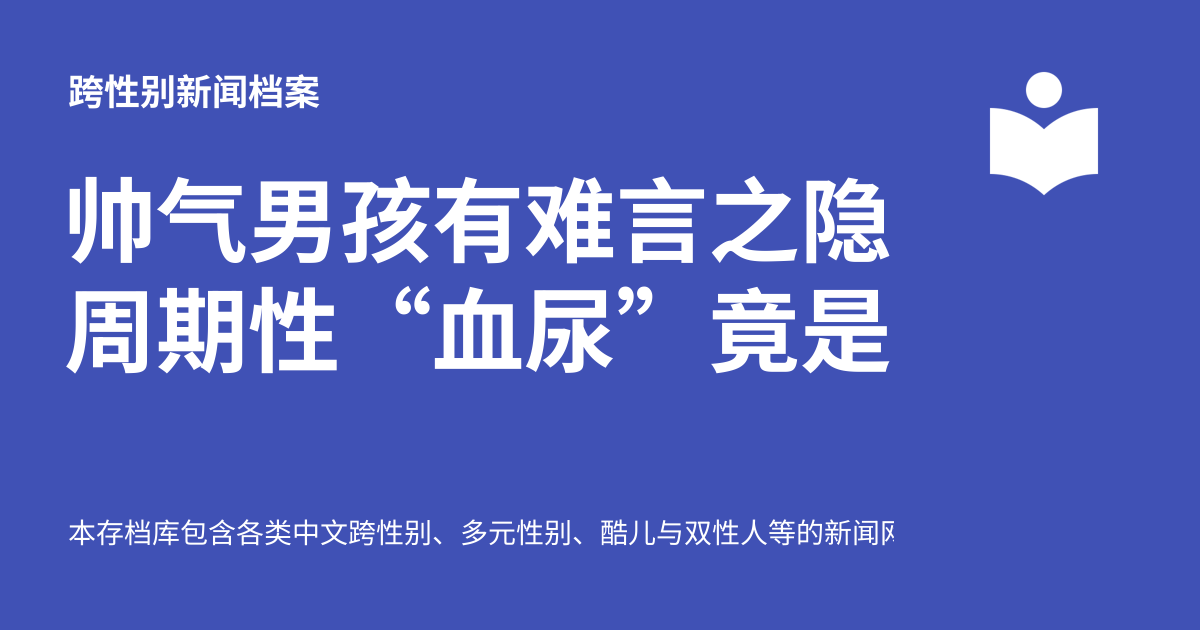 跨性别新闻档案
帅气男孩有难言之隐
周期性“血尿”竟是
本存档库包含各类中文跨性别、多元性别、酷儿与双性人等的新闻网